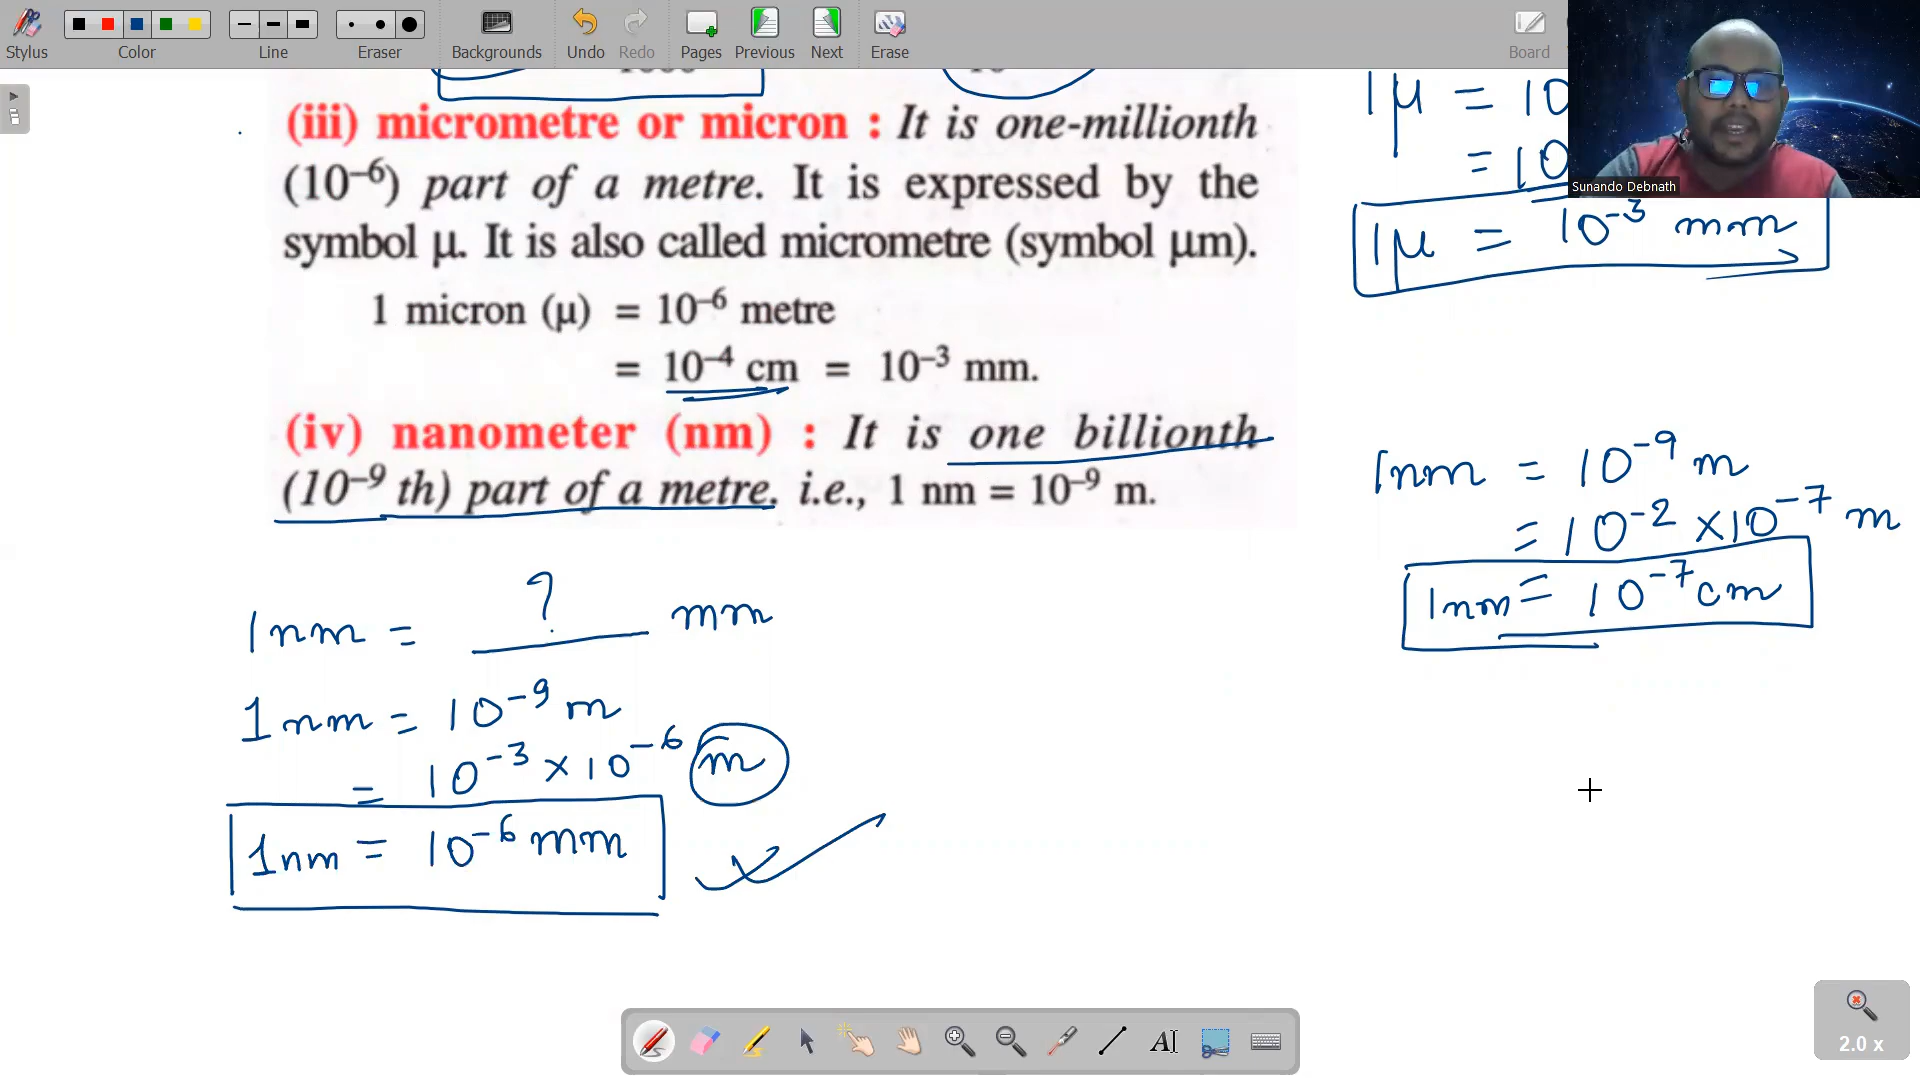 Stylus Color Line Eraser Backgrounds Undo Redo Pages Previous Next Erase Board
(iii) micrometre or micron : It is one-millionth
(10⁻⁶) part of a metre. It is expressed by the
symbol μ. It is also called micrometre (symbol μm).
1 micron (μ) = 10⁻⁶ metre
= 10⁻⁴ cm = 10⁻³ mm.
(iv) nanometer (nm) : It is one billionth
(10⁻⁹ th) part of a metre. i.e., 1 nm = 10⁻⁹ m.
1nm = ? mm
1nm = 10⁻⁹ m
= 10⁻³ × 10⁻⁶ m
1nm = 10⁻⁶ mm
1μ = 10
= 10
1μ = 10⁻³ mm
1nm = 10⁻⁹ m
= 10⁻² × 10⁻⁷ m
1nm = 10⁻⁷ cm
Sunando Debnath
2.0 x